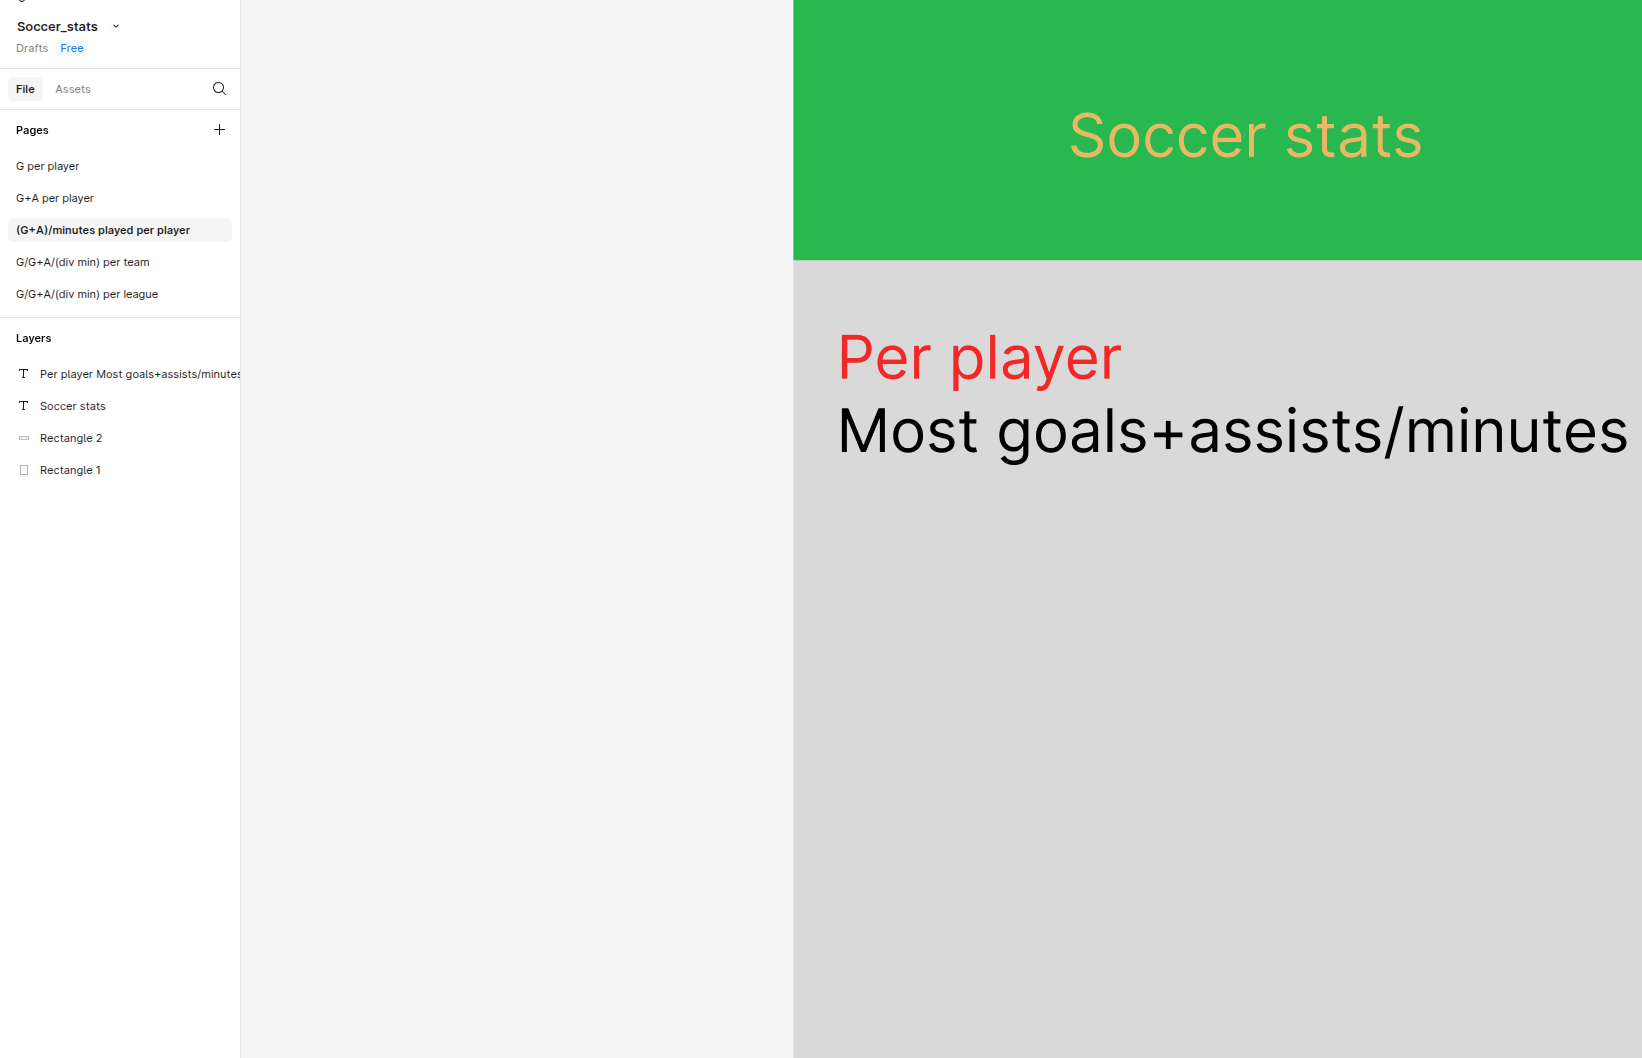 Soccer_stats
Drafts Free
File Assets
Pages
G per player
G+A per player
(G+A)/minutes played per player
G/G+A/(div min) per team
G/G+A/(div min) per league
Layers
Per player Most goals+assists/minutes
Soccer stats
Rectangle 2
Rectangle 1
Soccer stats
Per player
Most goals+assists/minutes